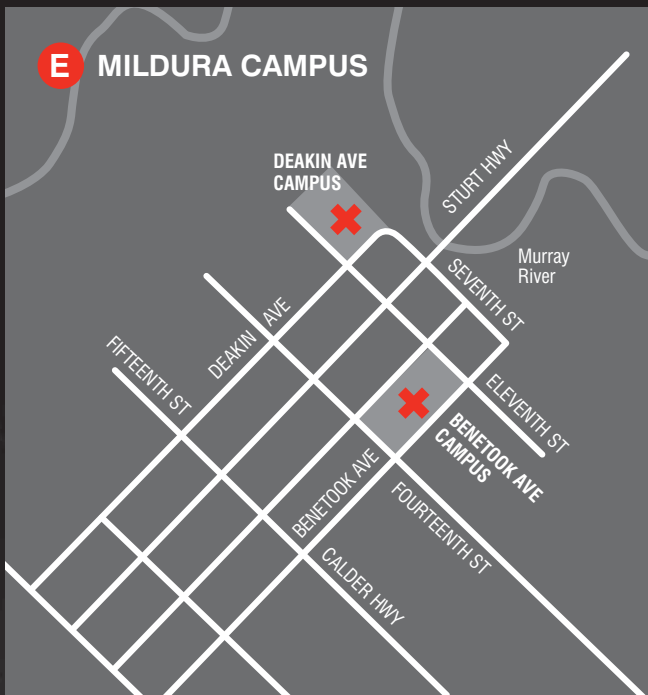 E MILDURA CAMPUS
DEAKIN AVE
CAMPUS
STURT HWY
Murray
River
SEVENTH ST
DEAKIN AVE
FIFTEENTH ST
ELEVENTH ST
BENETOOK AVE
CAMPUS
BENETOOK AVE
FOURTEENTH ST
CALDER HWY